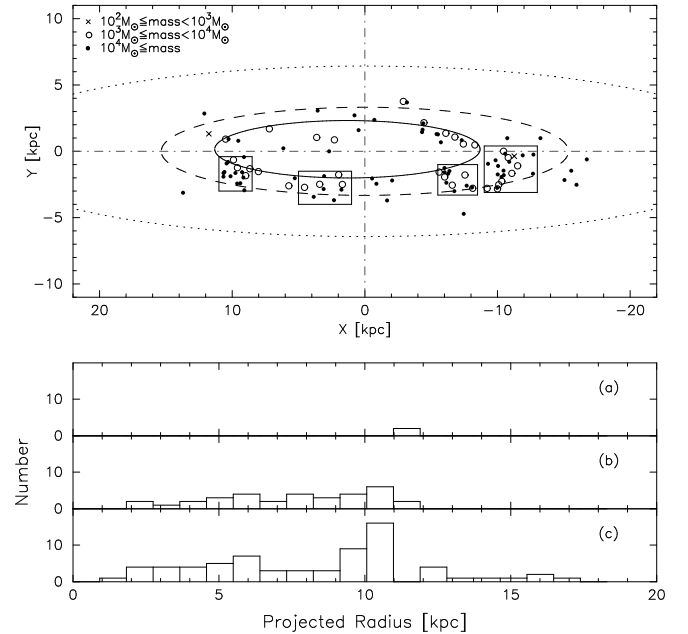 10
5
0
−5
−10
Y [kpc]
× 10²M⊙≦mass<10³M⊙
○ 10³M⊙≦mass<10⁴M⊙
• 10⁴M⊙≦mass
20 10 0 −10 −20
X [kpc]
Number
10
0
(a)
10
0
(b)
10
0
(c)
0 5 10 15 20
Projected Radius [kpc]